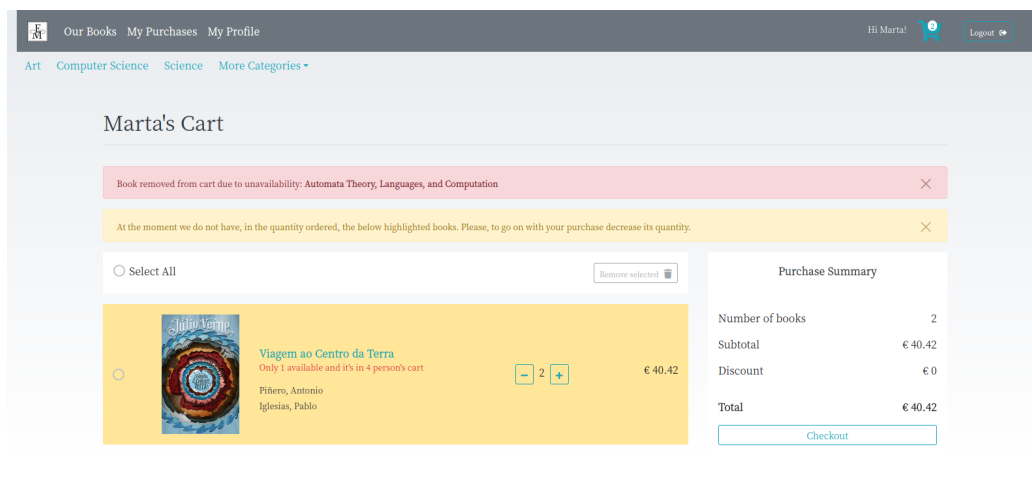 F
M
Our Books My Purchases My Profile
Hi Marta!
2
Logout
Art Computer Science Science More Categories
Marta's Cart
Book removed from cart due to unavailability: Automata Theory, Languages, and Computation
At the moment we do not have, in the quantity ordered, the below highlighted books. Please, to go on with your purchase decrease its quantity.
Select All
Remove selected
Júlio Verne
Viagem ao Centro da Terra
Only 1 available and it's in 4 person's cart
Piñero, Antonio
Iglesias, Pablo
− 2 +
€ 40.42
Purchase Summary
Number of books 2
Subtotal € 40.42
Discount € 0
Total € 40.42
Checkout